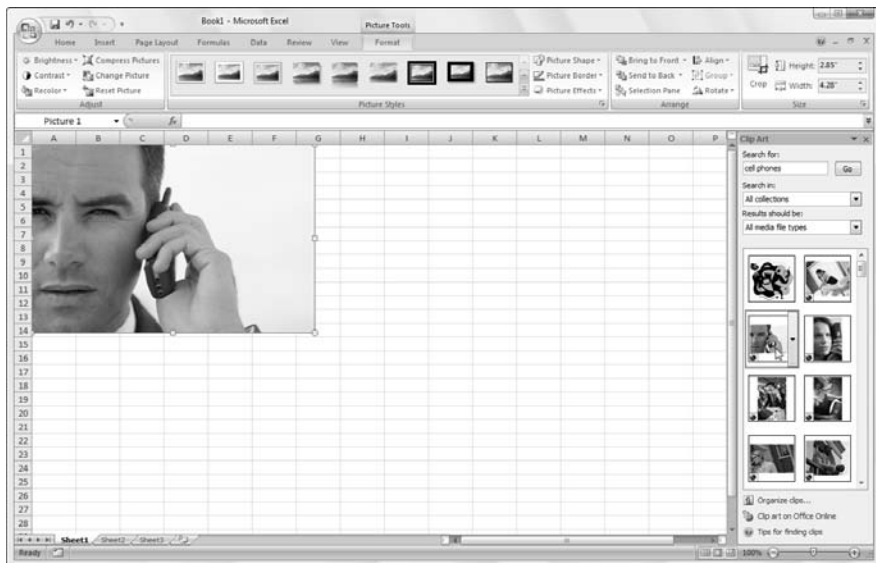 Book1 - Microsoft Excel
Picture Tools
Home Insert Page Layout Formulas Data Review View Format
Brightness Compress Pictures
Contrast Change Picture
Recolor Reset Picture
Adjust
Picture Styles
Picture Shape
Picture Border
Picture Effects
Bring to Front Align
Send to Back Group
Selection Pane Rotate
Arrange
Crop
Height: 2.85"
Width: 4.28"
Size
Picture 1 fx
A B C D E F G H I J K L M N O P
1
2
3
4
5
6
7
8
9
10
11
12
13
14
15
16
17
18
19
20
21
22
23
24
25
26
27
28
Clip Art
Search for:
cell phones Go
Search in:
All collections
Results should be:
All media file types
Organize clips...
Clip art on Office Online
Tips for finding clips
Sheet1 Sheet2 Sheet3
Ready 100%